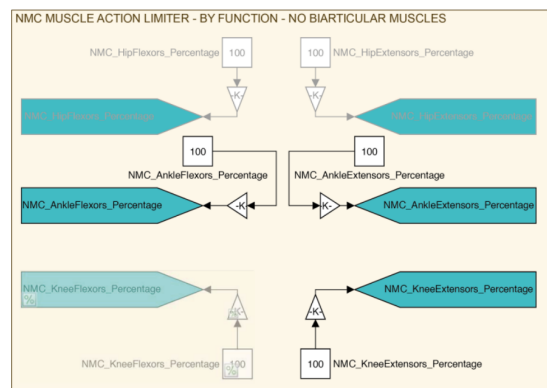 NMC MUSCLE ACTION LIMITER - BY FUNCTION - NO BIARTICULAR MUSCLES
NMC_HipFlexors_Percentage 100
100 NMC_HipExtensors_Percentage
-K-
-K-
NMC_HipFlexors_Percentage
NMC_HipExtensors_Percentage
100
100
NMC_AnkleFlexors_Percentage
NMC_AnkleExtensors_Percentage
NMC_AnkleFlexors_Percentage
-K-
-K-
NMC_AnkleExtensors_Percentage
NMC_KneeFlexors_Percentage
%
NMC_KneeExtensors_Percentage
-K-
-K-
NMC_KneeFlexors_Percentage 100
%
100 NMC_KneeExtensors_Percentage